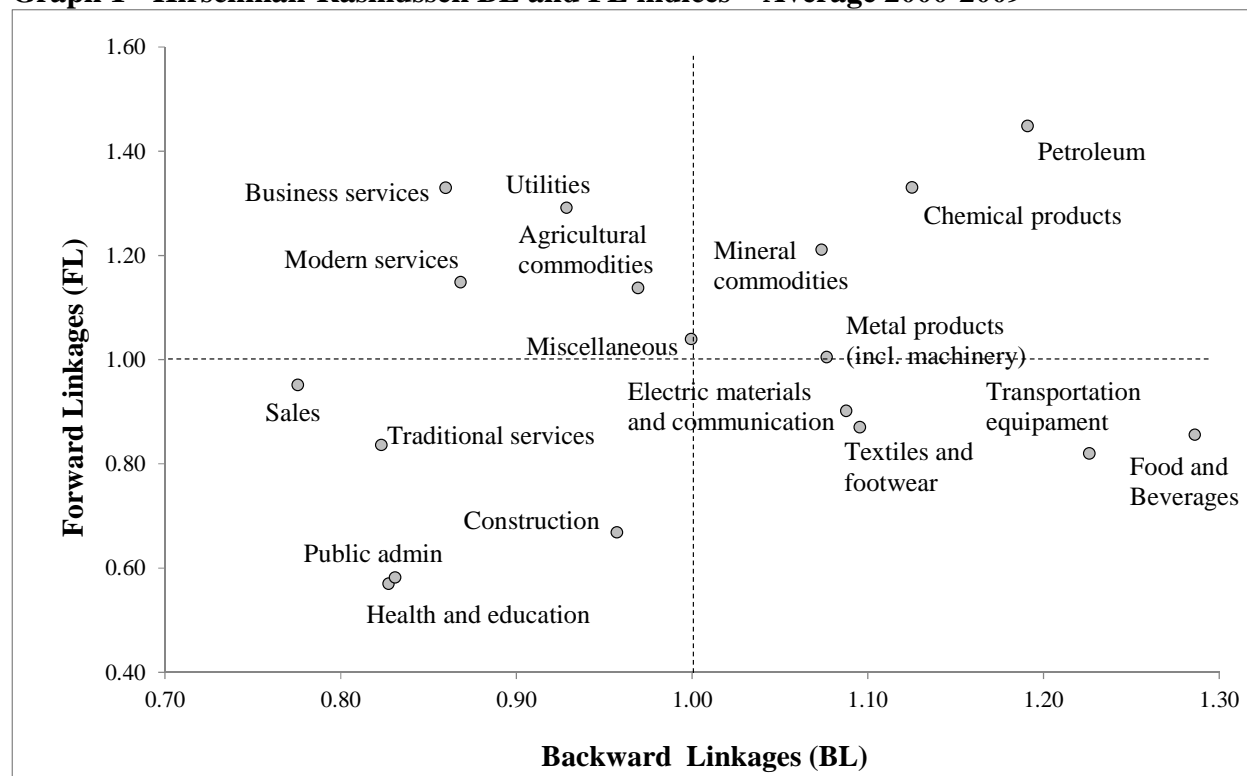 Graph 1 - Hirschman-Rasmussen BL and FL indices – Average 2000-2009
1.60
1.40
1.20
1.00
0.80
0.60
0.40
Forward Linkages (FL)
Petroleum
Business services
Utilities
Chemical products
Agricultural
commodities
Mineral
commodities
Modern services
Miscellaneous
Metal products
(incl. machinery)
Sales
Electric materials
and communication
Transportation
equipament
Traditional services
Textiles and
footwear
Food and
Beverages
Construction
Public admin
Health and education
0.70 0.80 0.90 1.00 1.10 1.20 1.30
Backward Linkages (BL)